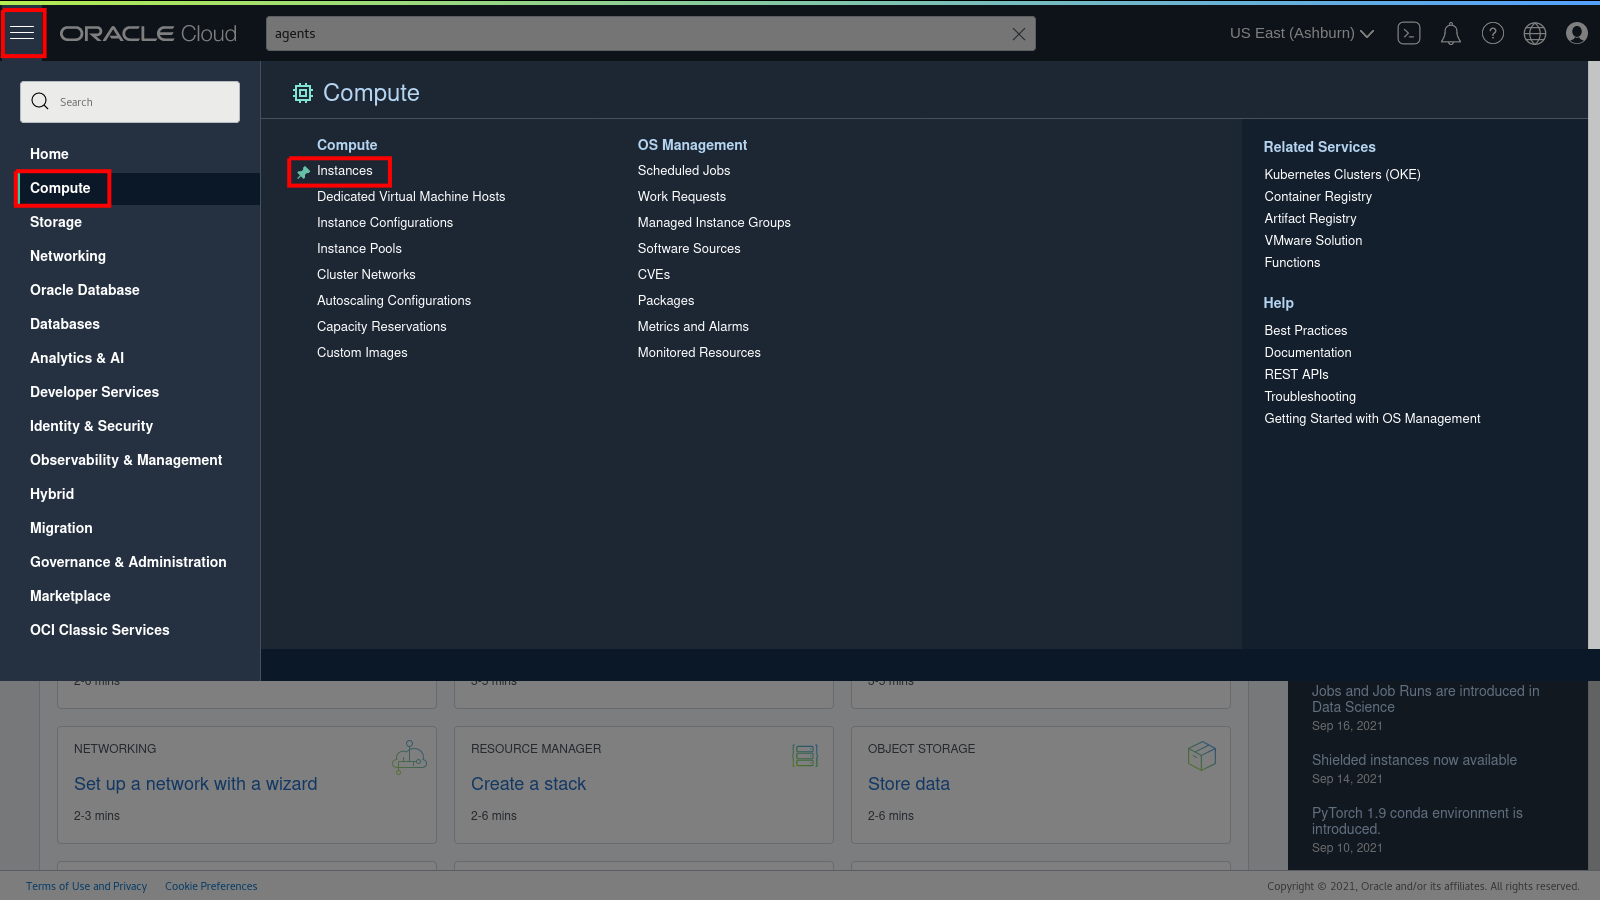 ORACLE Cloud
agents
US East (Ashburn)
Search
Home
Compute
Storage
Networking
Oracle Database
Databases
Analytics & AI
Developer Services
Identity & Security
Observability & Management
Hybrid
Migration
Governance & Administration
Marketplace
OCI Classic Services
Compute
Compute
Instances
Dedicated Virtual Machine Hosts
Instance Configurations
Instance Pools
Cluster Networks
Autoscaling Configurations
Capacity Reservations
Custom Images
OS Management
Scheduled Jobs
Work Requests
Managed Instance Groups
Software Sources
CVEs
Packages
Metrics and Alarms
Monitored Resources
Related Services
Kubernetes Clusters (OKE)
Container Registry
Artifact Registry
VMware Solution
Functions
Help
Best Practices
Documentation
REST APIs
Troubleshooting
Getting Started with OS Management
NETWORKING
Set up a network with a wizard
2-3 mins
RESOURCE MANAGER
Create a stack
2-6 mins
OBJECT STORAGE
Store data
2-6 mins
Jobs and Job Runs are introduced in
Data Science
Sep 16, 2021
Shielded instances now available
Sep 14, 2021
PyTorch 1.9 conda environment is
introduced.
Sep 10, 2021
Terms of Use and Privacy
Cookie Preferences
Copyright © 2021, Oracle and/or its affiliates. All rights reserved.